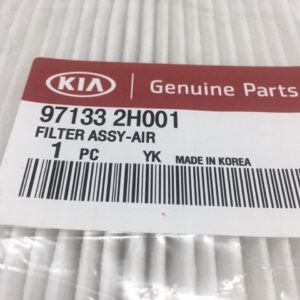 KIA Genuine Parts
97133 2H001
FILTER ASSY-AIR
1 PC YK MADE IN KOREA